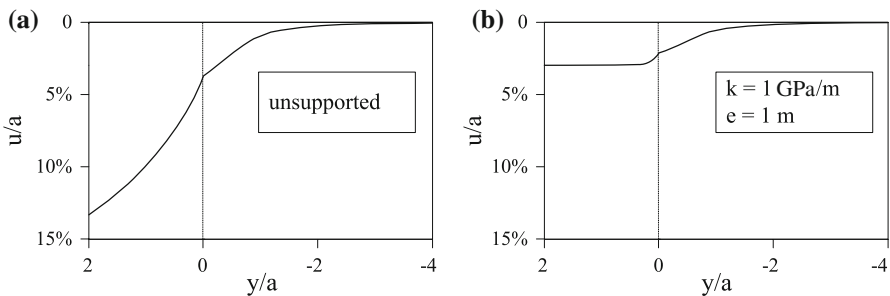 (a)
0
5%
10%
15%
u/a
2
0
-2
-4
y/a
unsupported
(b)
0
5%
10%
15%
u/a
2
0
-2
-4
y/a
k = 1 GPa/m
e = 1 m